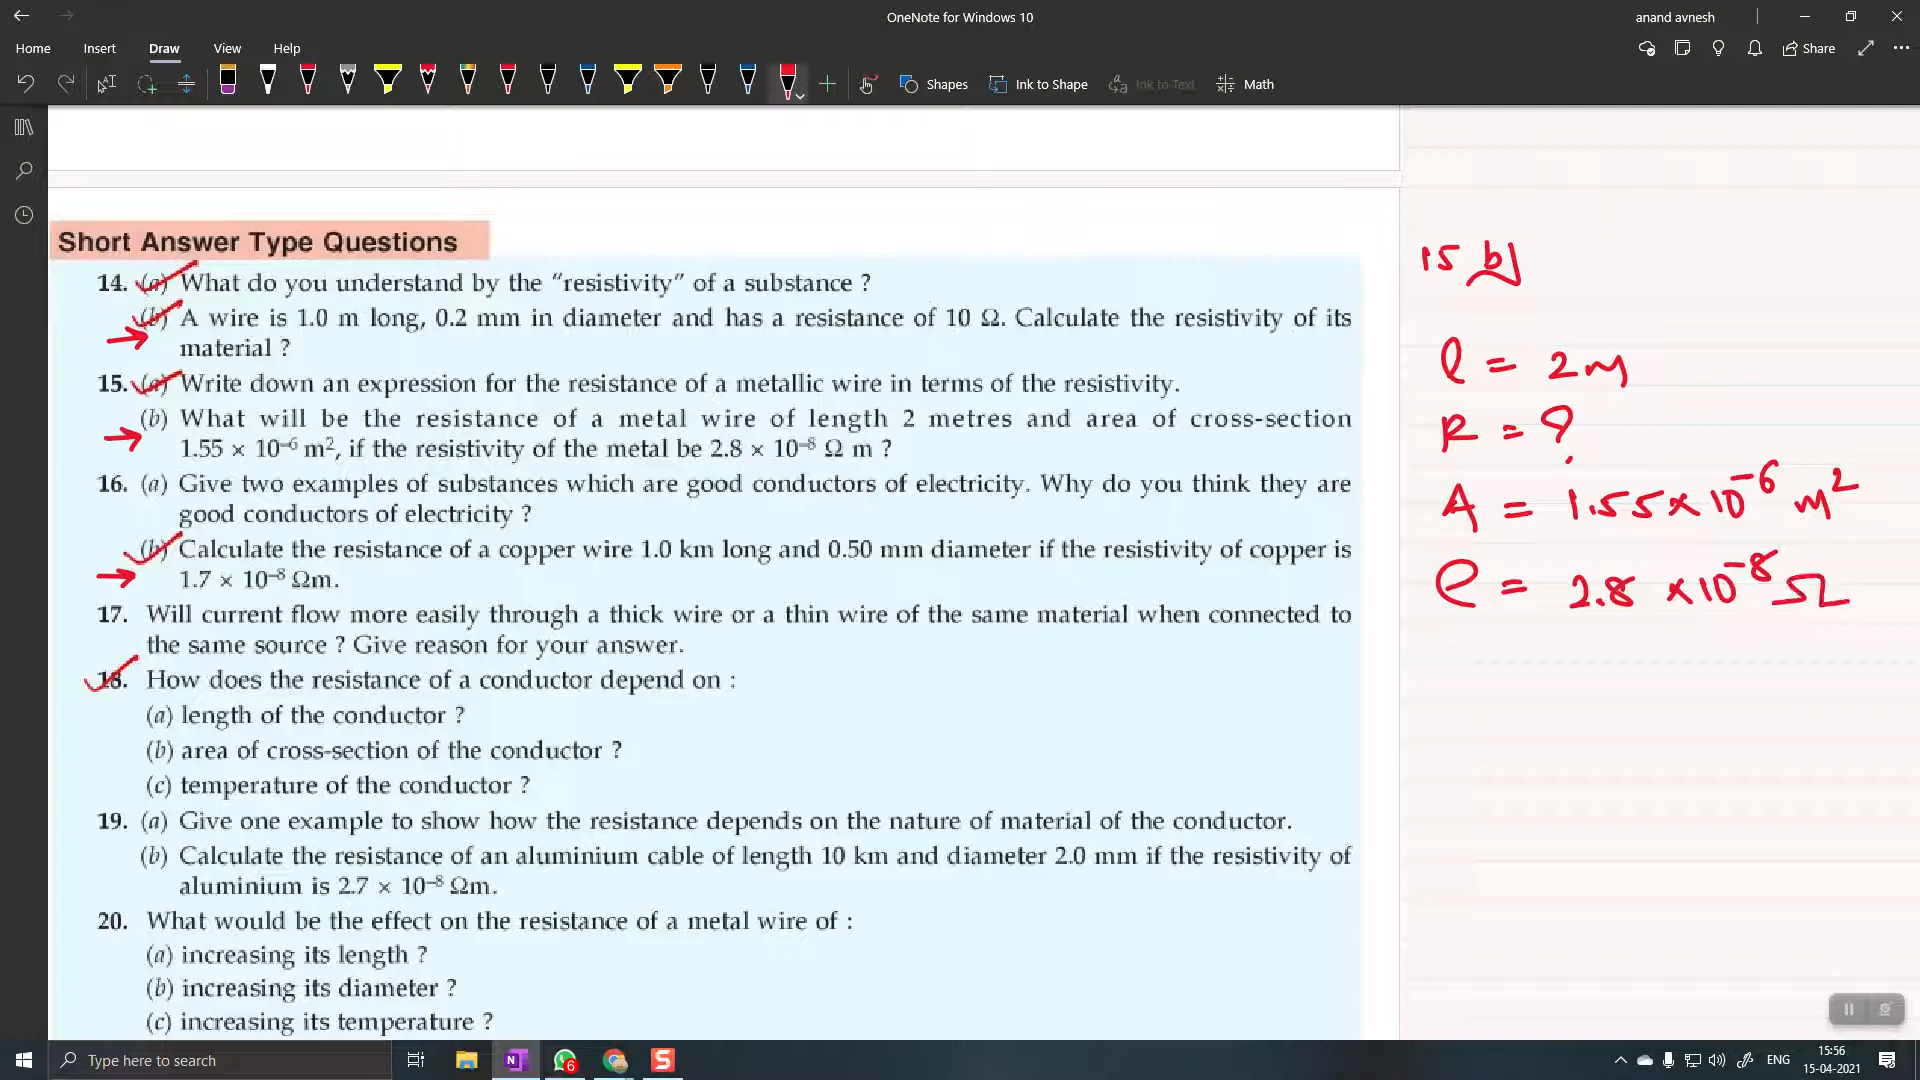 OneNote for Windows 10
anand avnesh
Home Insert Draw View Help
Share
Shapes Ink to Shape Ink to Text Math
Short Answer Type Questions
14. (a) What do you understand by the “resistivity” of a substance ?
(b) A wire is 1.0 m long, 0.2 mm in diameter and has a resistance of 10 Ω. Calculate the resistivity of its
material ?
15. (a) Write down an expression for the resistance of a metallic wire in terms of the resistivity.
(b) What will be the resistance of a metal wire of length 2 metres and area of cross-section
1.55 × 10⁻⁶ m², if the resistivity of the metal be 2.8 × 10⁻⁸ Ω m ?
16. (a) Give two examples of substances which are good conductors of electricity. Why do you think they are
good conductors of electricity ?
(b) Calculate the resistance of a copper wire 1.0 km long and 0.50 mm diameter if the resistivity of copper is
1.7 × 10⁻⁸ Ωm.
17. Will current flow more easily through a thick wire or a thin wire of the same material when connected to
the same source ? Give reason for your answer.
18. How does the resistance of a conductor depend on :
(a) length of the conductor ?
(b) area of cross-section of the conductor ?
(c) temperature of the conductor ?
19. (a) Give one example to show how the resistance depends on the nature of material of the conductor.
(b) Calculate the resistance of an aluminium cable of length 10 km and diameter 2.0 mm if the resistivity of
aluminium is 2.7 × 10⁻⁸ Ωm.
20. What would be the effect on the resistance of a metal wire of :
(a) increasing its length ?
(b) increasing its diameter ?
(c) increasing its temperature ?
15 b)
l = 2m
R = ?
A = 1.55 × 10⁻⁶ m²
ρ = 2.8 × 10⁻⁸ Ω
Type here to search
6
ENG
15:56
15-04-2021